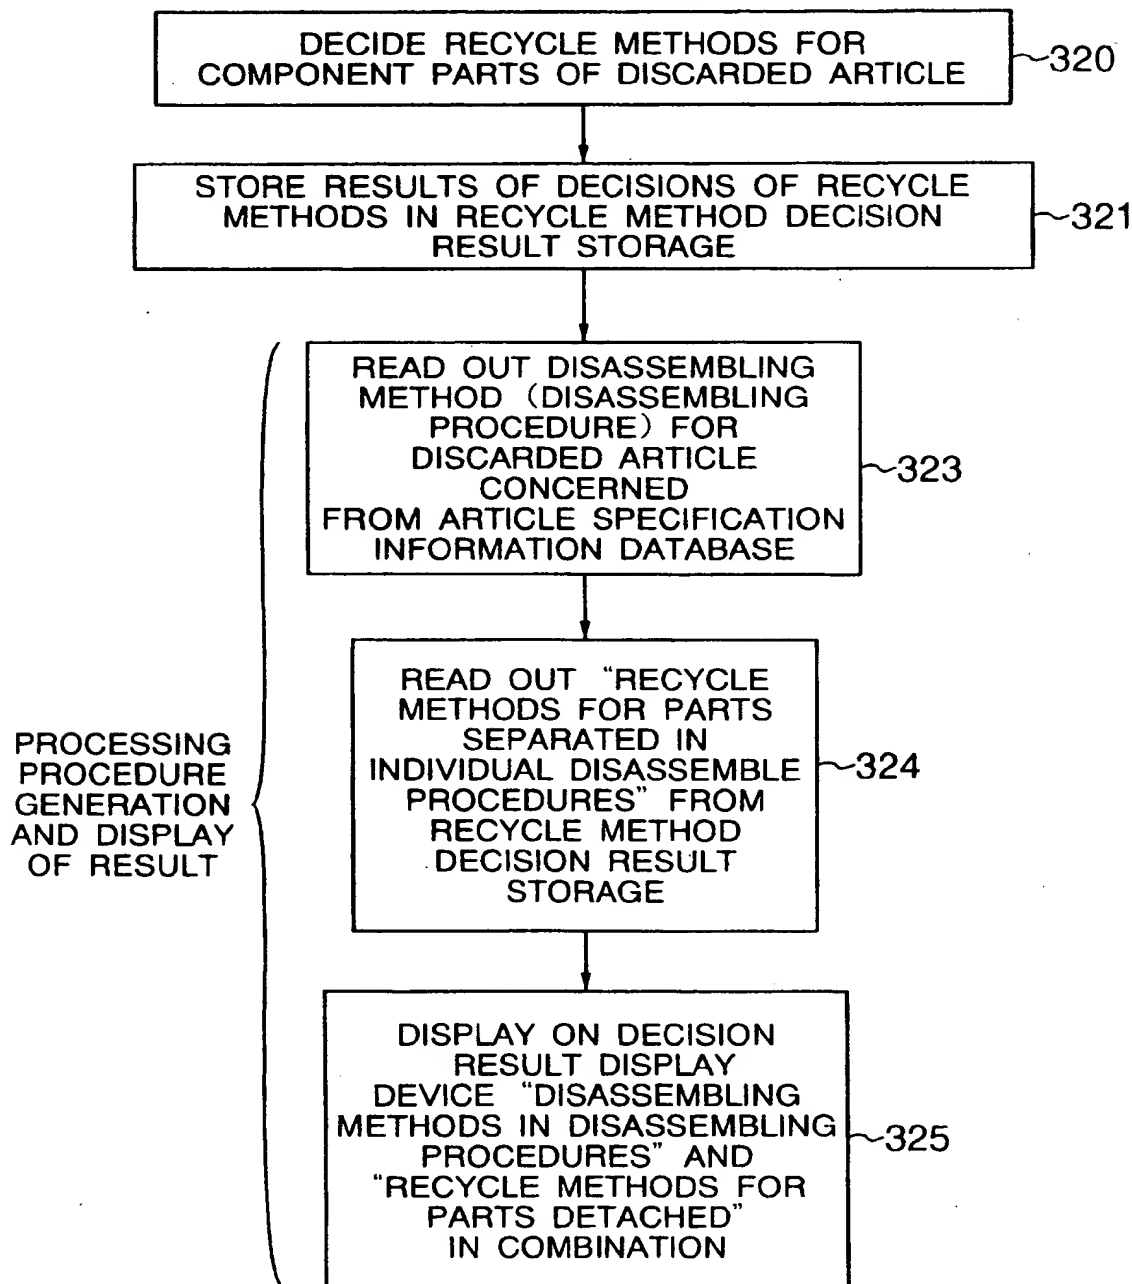 DECIDE RECYCLE METHODS FOR
COMPONENT PARTS OF DISCARDED ARTICLE
320
STORE RESULTS OF DECISIONS OF RECYCLE
METHODS IN RECYCLE METHOD DECISION
RESULT STORAGE
321
READ OUT DISASSEMBLING
METHOD (DISASSEMBLING
PROCEDURE) FOR
DISCARDED ARTICLE
CONCERNED
FROM ARTICLE SPECIFICATION
INFORMATION DATABASE
323
PROCESSING
PROCEDURE
GENERATION
AND DISPLAY
OF RESULT
READ OUT “RECYCLE
METHODS FOR PARTS
SEPARATED IN
INDIVIDUAL DISASSEMBLE
PROCEDURES” FROM
RECYCLE METHOD
DECISION RESULT
STORAGE
324
DISPLAY ON DECISION
RESULT DISPLAY
DEVICE “DISASSEMBLING
METHODS IN DISASSEMBLING
PROCEDURES” AND
“RECYCLE METHODS FOR
PARTS DETACHED”
IN COMBINATION
325